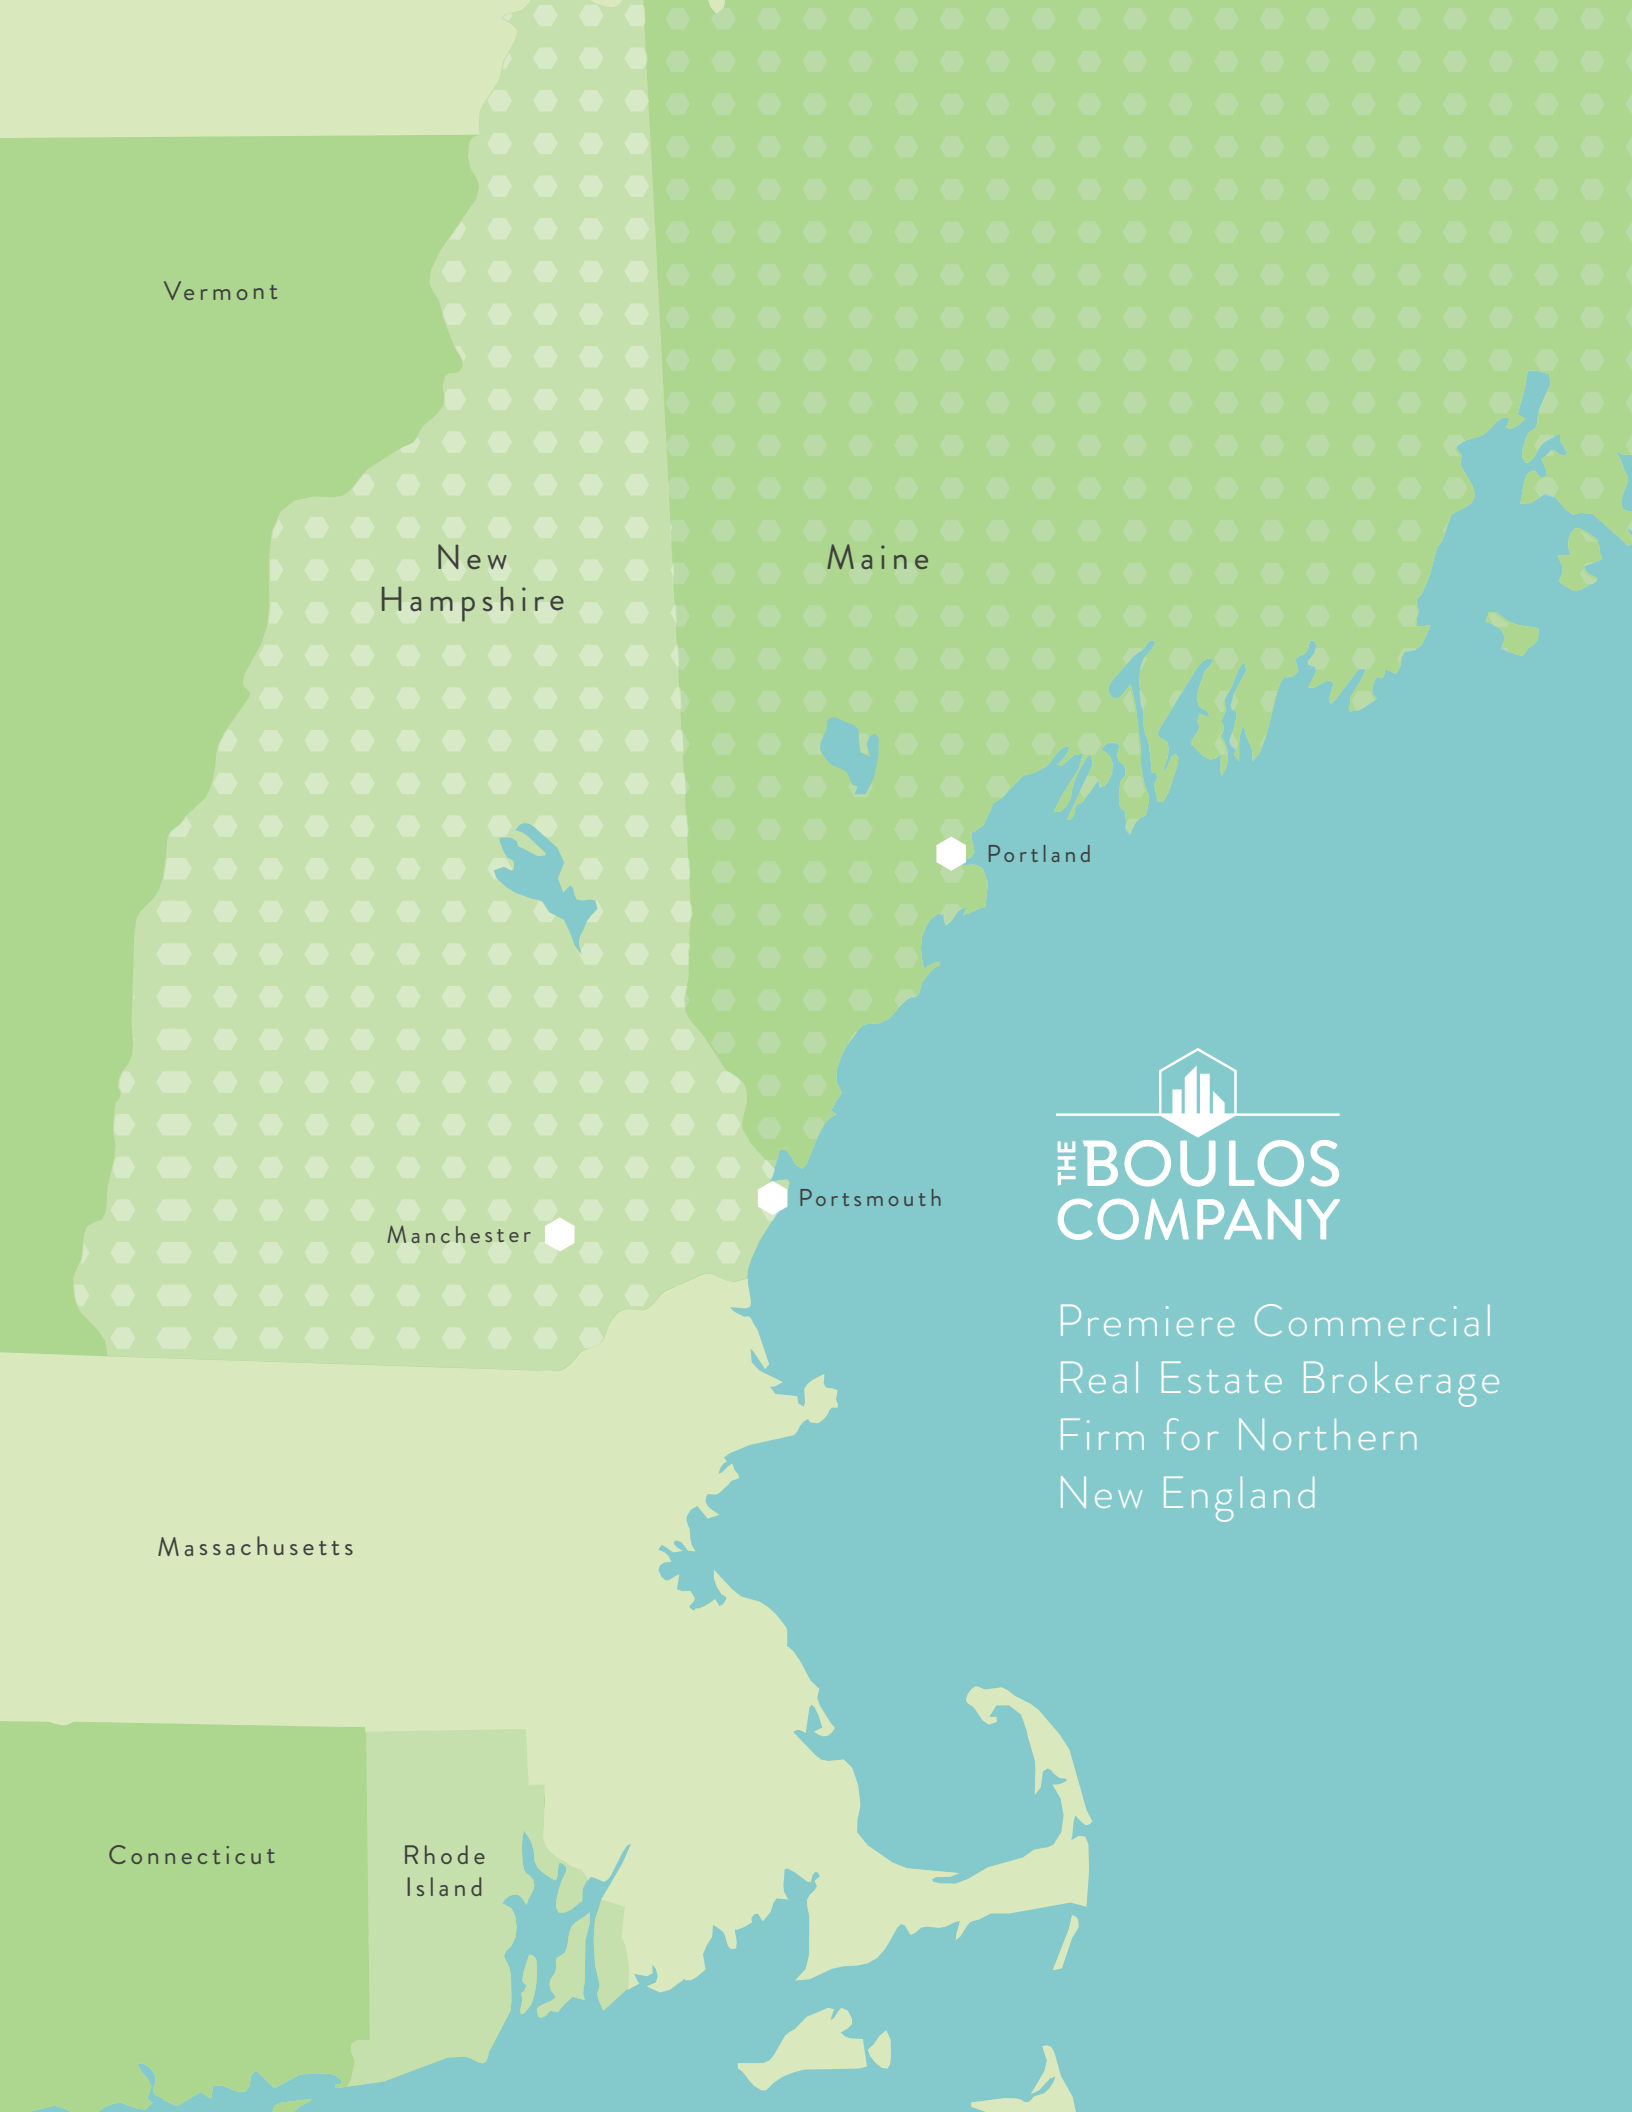 Vermont
New
Hampshire
Maine
Portland
Portsmouth
Manchester
THE BOULOS
COMPANY
Premiere Commercial
Real Estate Brokerage
Firm for Northern
New England
Massachusetts
Connecticut
Rhode
Island